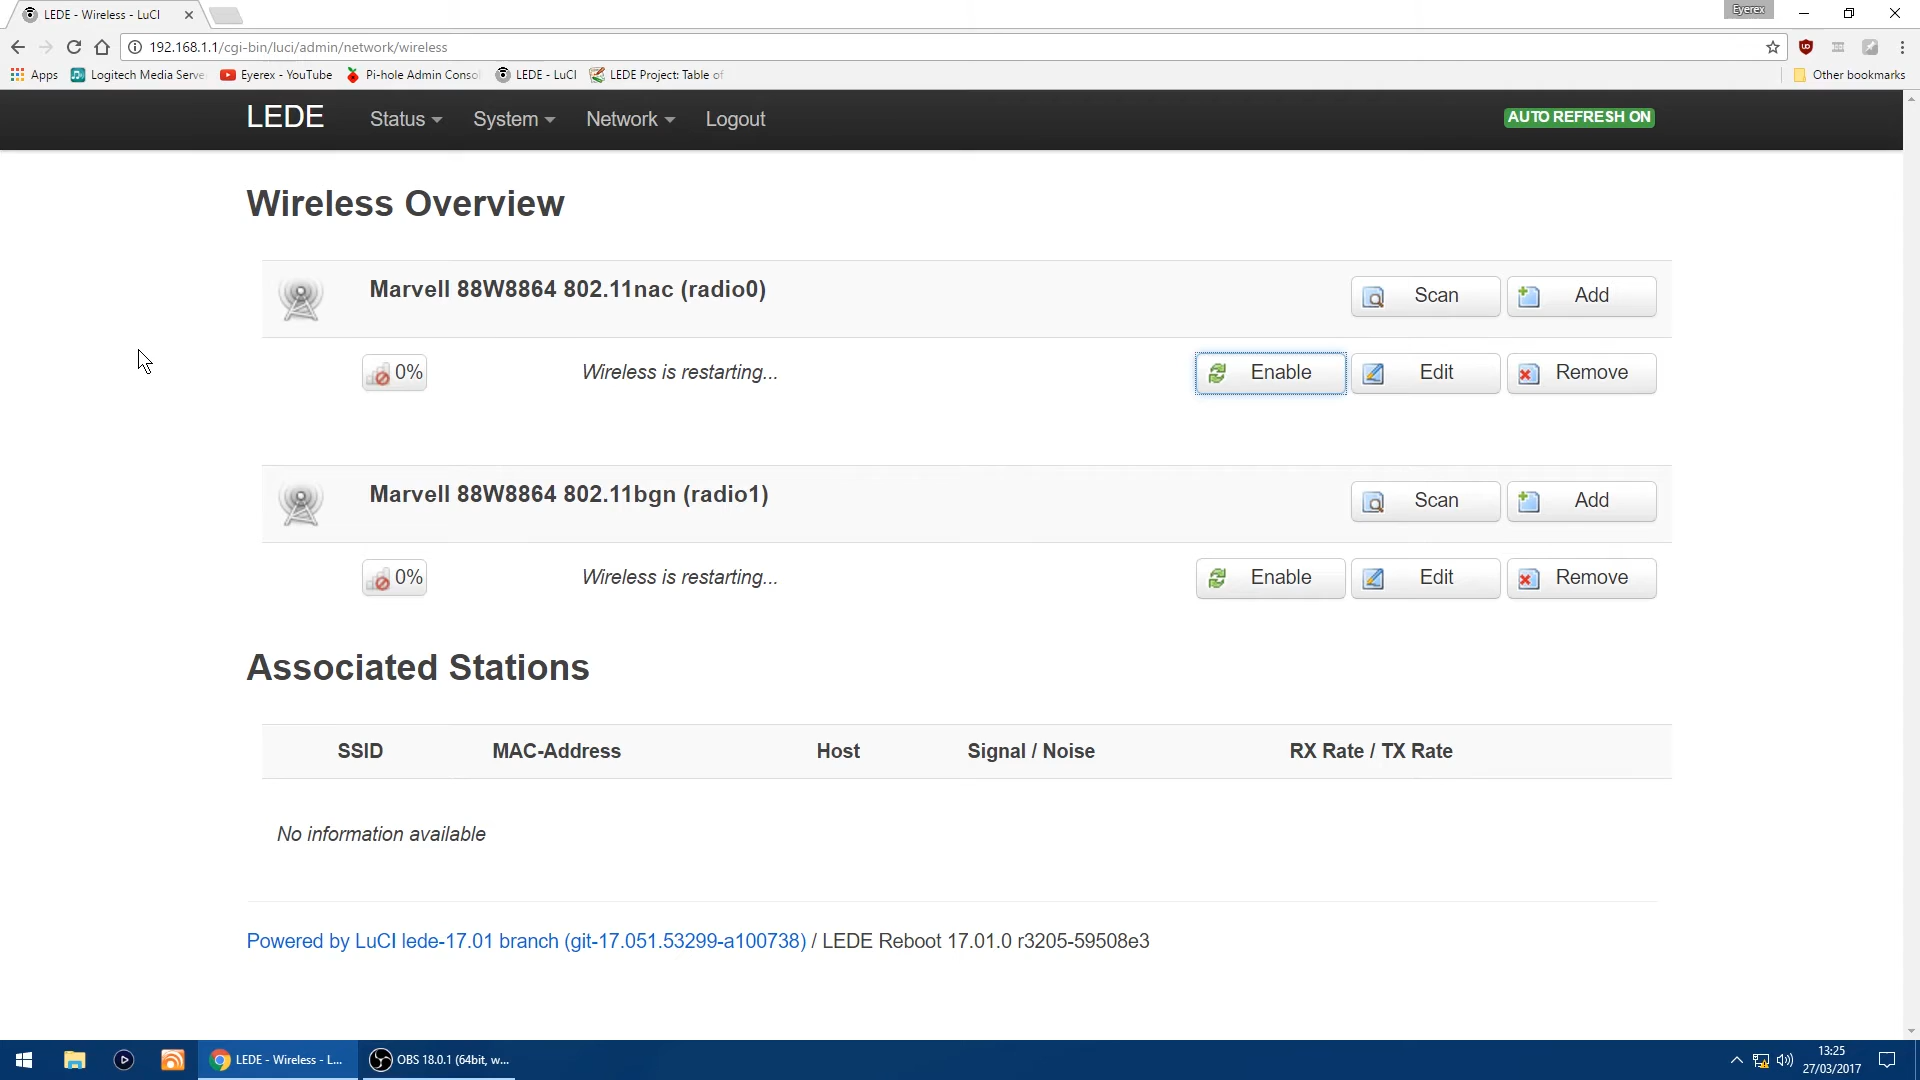 LEDE - Wireless - LuCI
Eyerex
192.168.1.1/cgi-bin/luci/admin/network/wireless
Apps Logitech Media Serve Eyerex - YouTube Pi-hole Admin Conso LEDE - LuCI LEDE Project: Table of Other bookmarks
LEDE Status System Network Logout AUTO REFRESH ON
Wireless Overview
Marvell 88W8864 802.11nac (radio0) Scan Add
0% Wireless is restarting... Enable Edit Remove
Marvell 88W8864 802.11bgn (radio1) Scan Add
0% Wireless is restarting... Enable Edit Remove
Associated Stations
SSID MAC-Address Host Signal / Noise RX Rate / TX Rate
No information available
Powered by LuCI lede-17.01 branch (git-17.051.53299-a100738) / LEDE Reboot 17.01.0 r3205-59508e3
LEDE - Wireless - L... OBS 18.0.1 (64bit, w... 13:25
27/03/2017